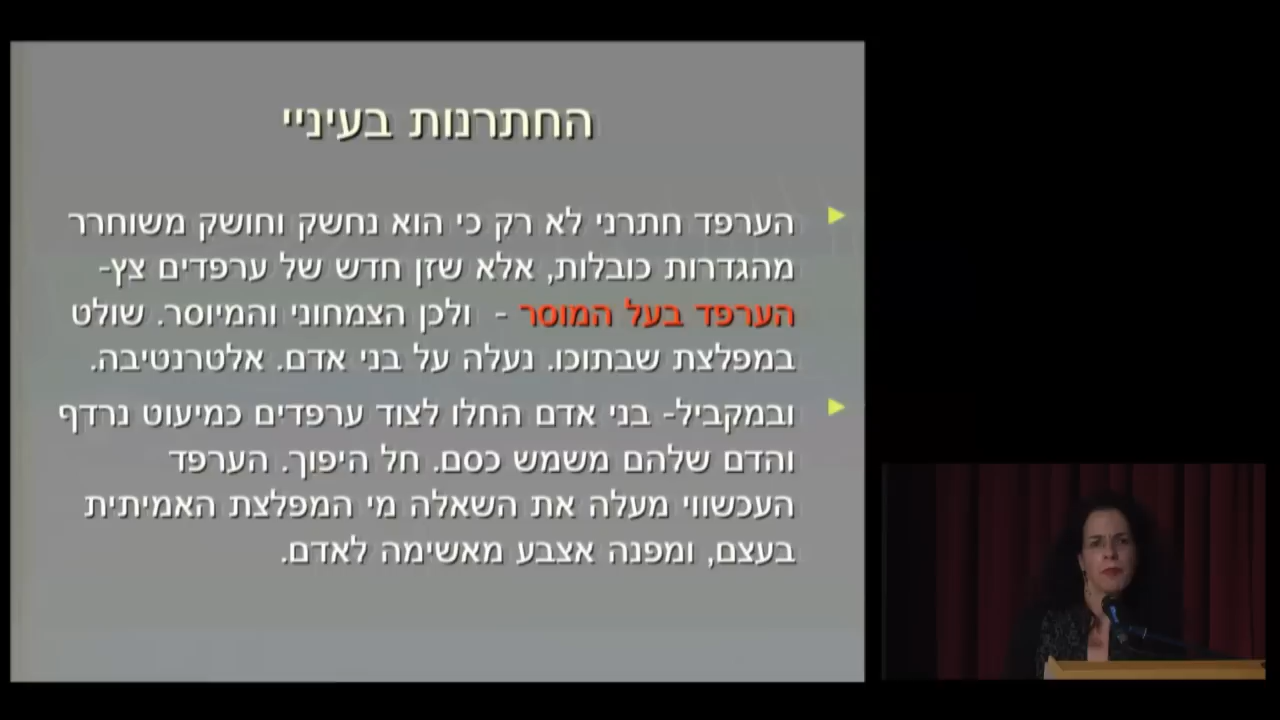 החתרנות בעיניי
הערפד חתרני לא רק כי הוא נחשק וחושק משוחרר
מהגדרות כובלות, אלא שזן חדש של ערפדים צץ-
הערפד בעל המוסר - ולכן הצמחוני והמיוסר. שולט
במפלצת שבתוכו. נעלה על בני אדם. אלטרנטיבה.
ובמקביל- בני אדם החלו לצוד ערפדים כמיעוט נרדף
והדם שלהם משמש כסם. חל היפוך. הערפד
העכשווי מעלה את השאלה מי המפלצת האמיתית
בעצם, ומפנה אצבע מאשימה לאדם.